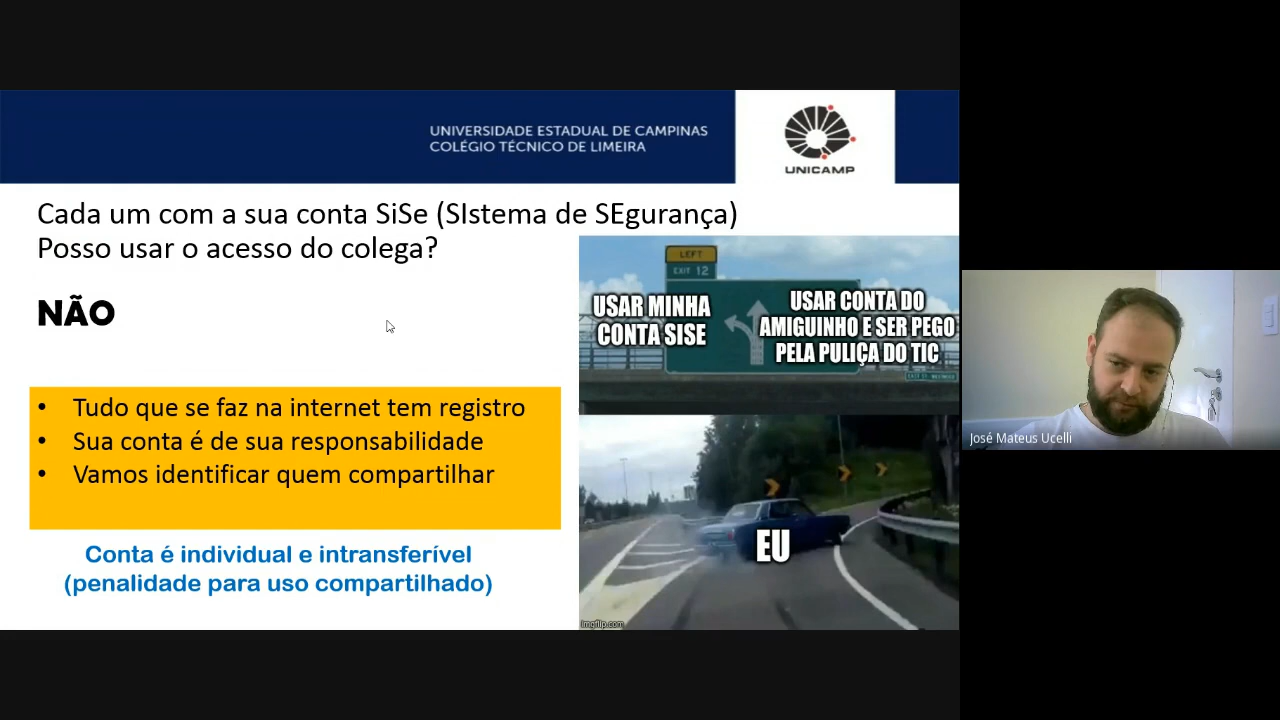 UNIVERSIDADE ESTADUAL DE CAMPINAS
COLÉGIO TÉCNICO DE LIMEIRA
UNICAMP
Cada um com a sua conta SiSe (SIstema de SEgurança)
Posso usar o acesso do colega?
NÃO
• Tudo que se faz na internet tem registro
• Sua conta é de sua responsabilidade
• Vamos identificar quem compartilhar
Conta é individual e intransferível
(penalidade para uso compartilhado)
LEFT
EXIT 12
USAR MINHA
CONTA SISE
USAR CONTA DO
AMIGUINHO E SER PEGO
PELA PULIÇA DO TIC
EU
imgflip.com
José Mateus Ucelli